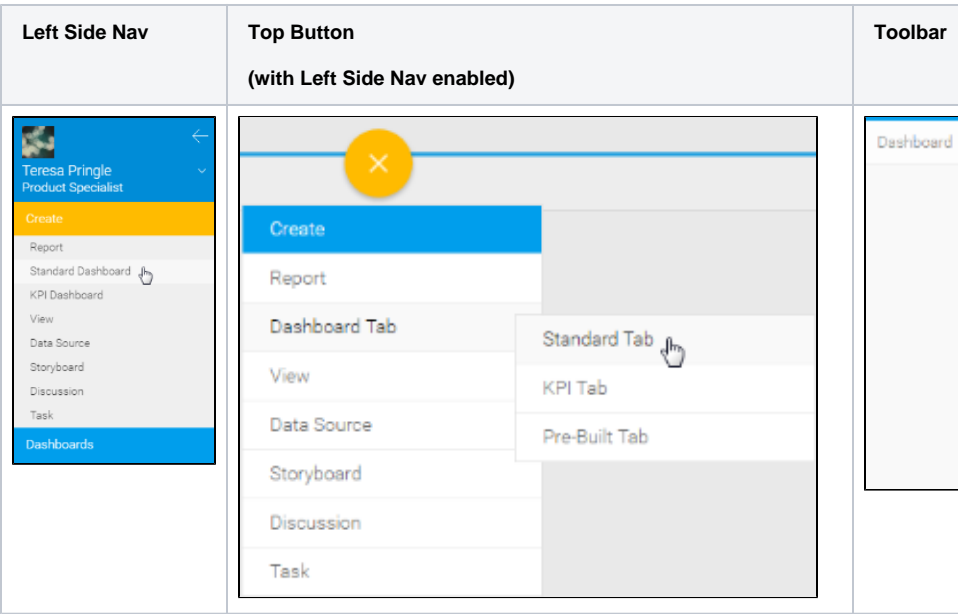 Left Side Nav
Top Button
(with Left Side Nav enabled)
Toolbar
Teresa Pringle
Product Specialist
Create
Report
Standard Dashboard
KPI Dashboard
View
Data Source
Storyboard
Discussion
Task
Dashboards
Create
Report
Dashboard Tab
View
Data Source
Storyboard
Discussion
Task
Standard Tab
KPI Tab
Pre-Built Tab
Dashboard